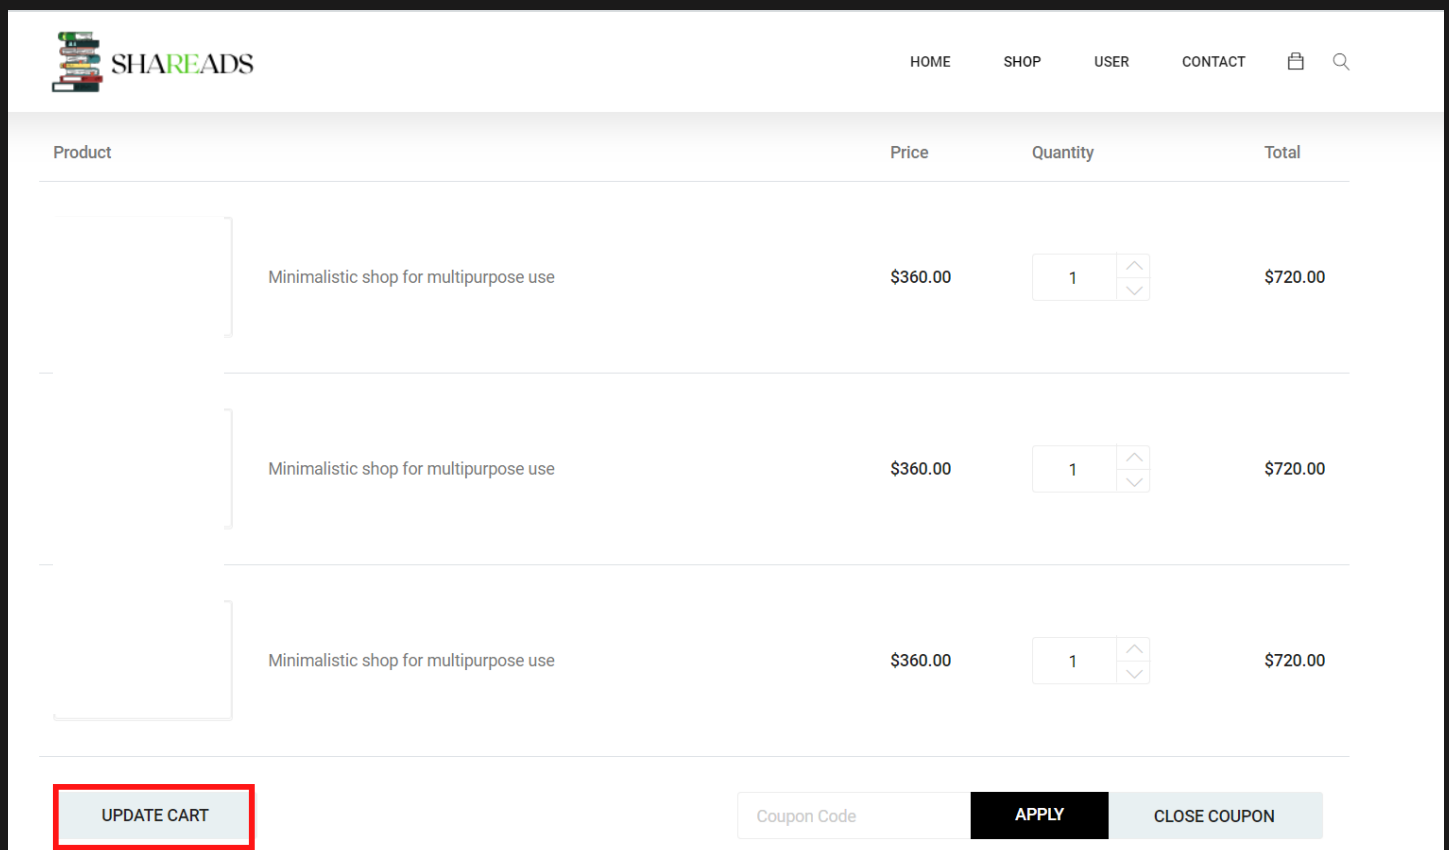 SHAREADS
HOME SHOP USER CONTACT
Product Price Quantity Total
Minimalistic shop for multipurpose use $360.00 1 $720.00
Minimalistic shop for multipurpose use $360.00 1 $720.00
Minimalistic shop for multipurpose use $360.00 1 $720.00
UPDATE CART Coupon Code APPLY CLOSE COUPON